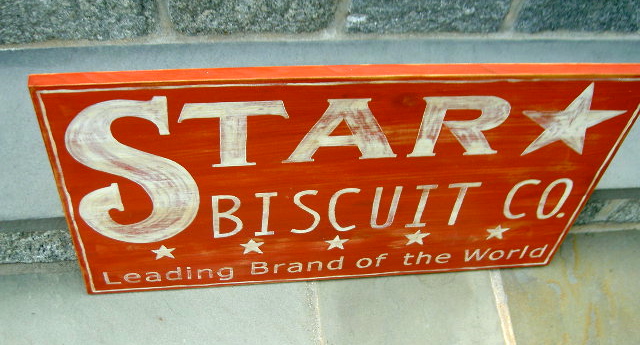 STAR
BISCUIT CO.
Leading Brand of the World